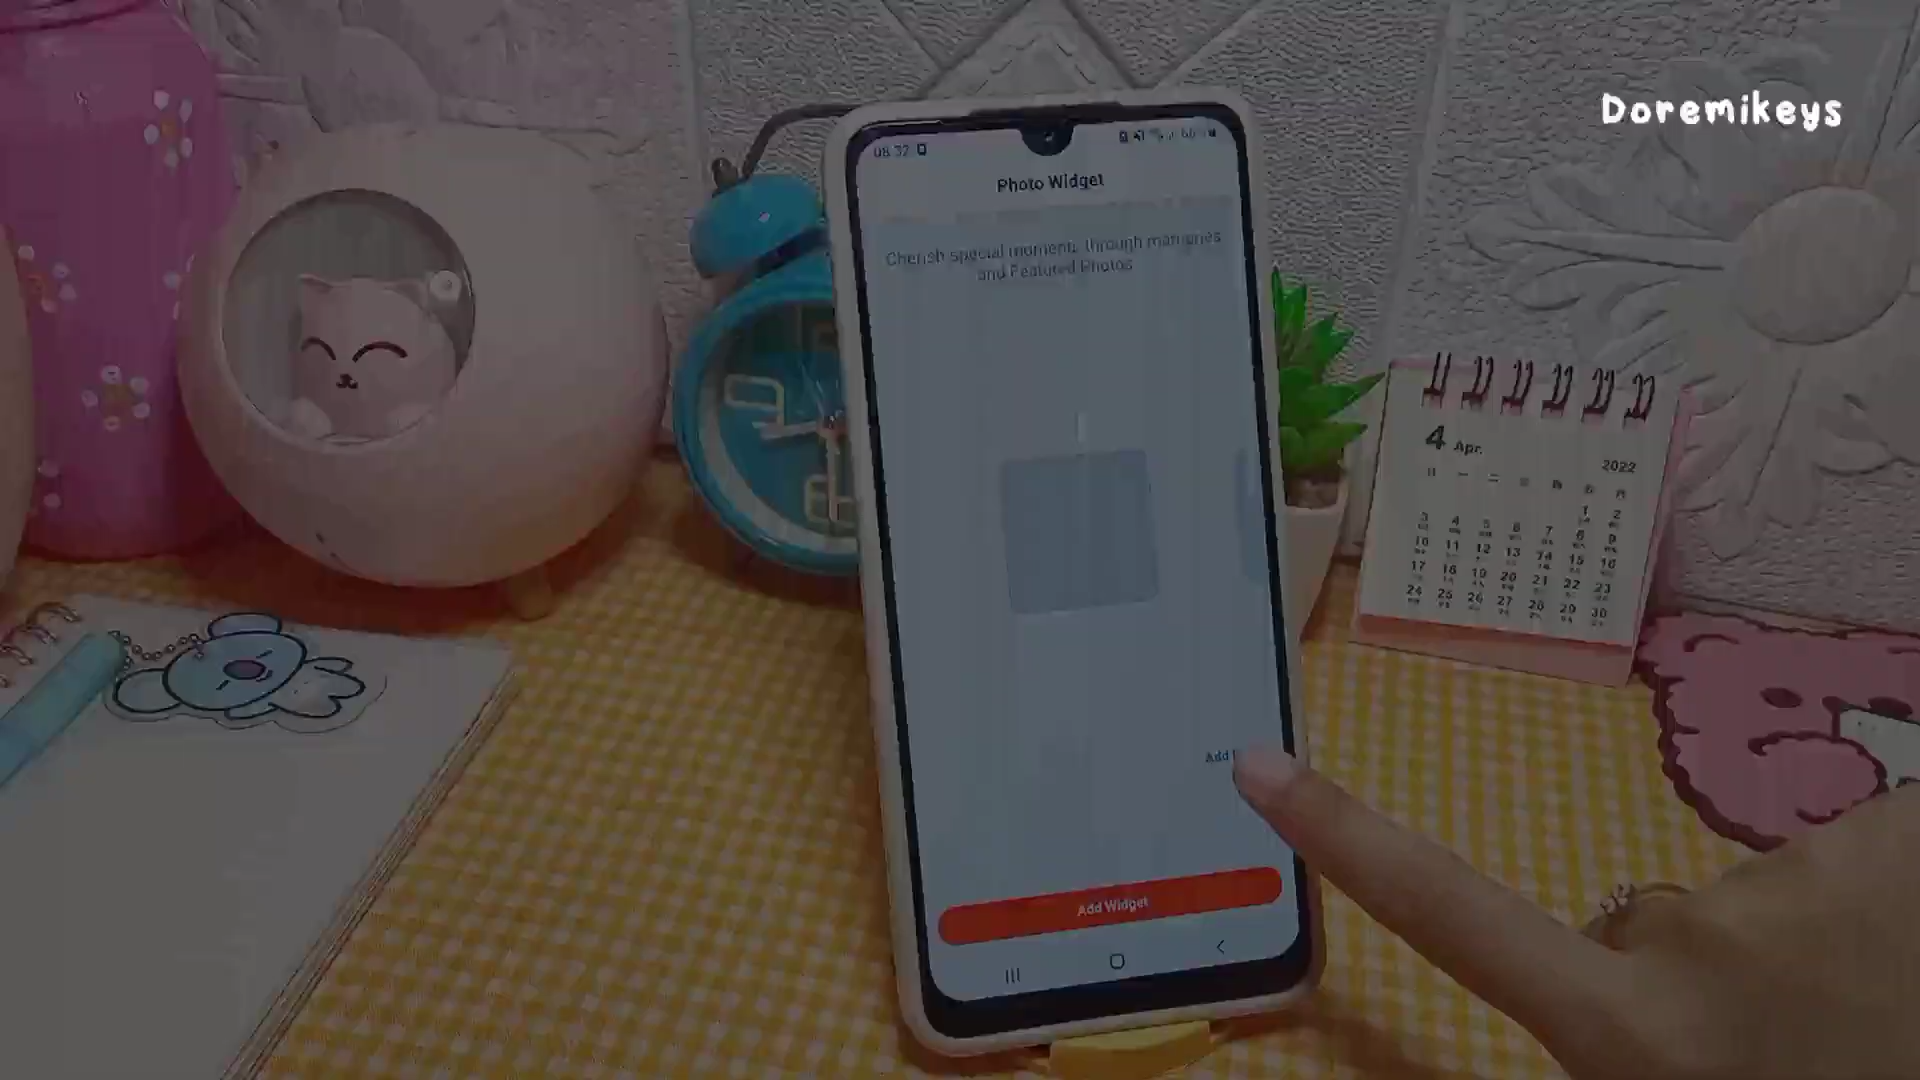 Doremikeys
08:32
Photo Widget
Cherish special moments through memories
and Featured Photos
Add
Add Widget
4 Apr.
2022
1 2
3 4 5 6 7 8 9
10 11 12 13 14 15 16
17 18 19 20 21 22 23
24 25 26 27 28 29 30